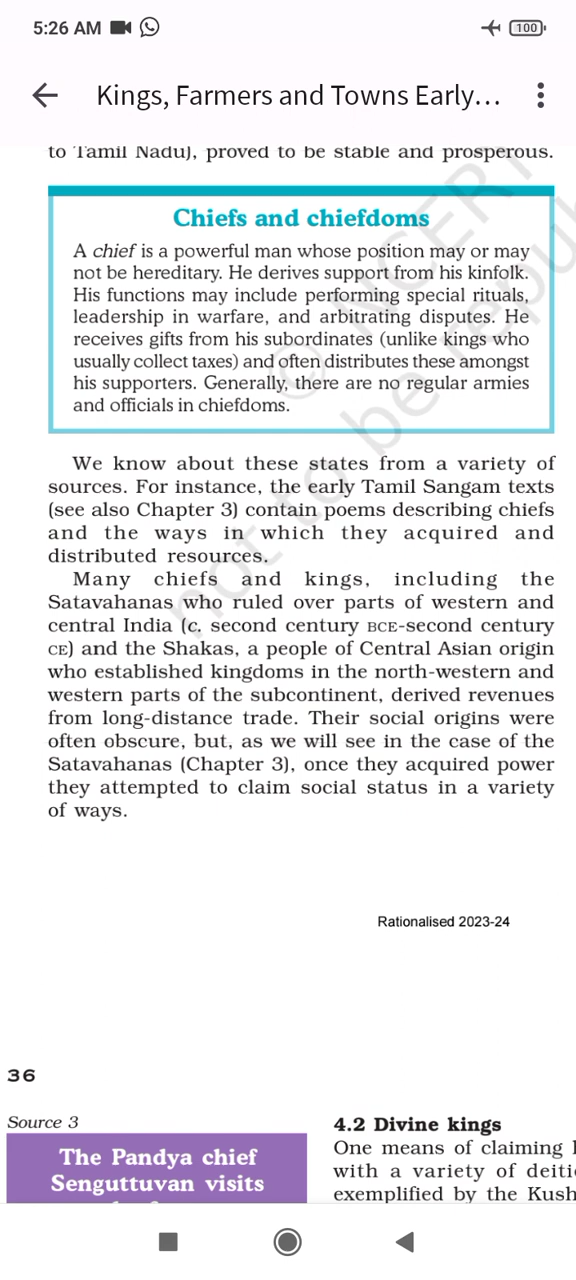 5:26 AM
100
Kings, Farmers and Towns Early...
to Tamil Nadu), proved to be stable and prosperous.
Chiefs and chiefdoms
A chief is a powerful man whose position may or may
not be hereditary. He derives support from his kinfolk.
His functions may include performing special rituals,
leadership in warfare, and arbitrating disputes. He
receives gifts from his subordinates (unlike kings who
usually collect taxes) and often distributes these amongst
his supporters. Generally, there are no regular armies
and officials in chiefdoms.
We know about these states from a variety of
sources. For instance, the early Tamil Sangam texts
(see also Chapter 3) contain poems describing chiefs
and the ways in which they acquired and
distributed resources.
Many chiefs and kings, including the
Satavahanas who ruled over parts of western and
central India (c. second century BCE-second century
CE) and the Shakas, a people of Central Asian origin
who established kingdoms in the north-western and
western parts of the subcontinent, derived revenues
from long-distance trade. Their social origins were
often obscure, but, as we will see in the case of the
Satavahanas (Chapter 3), once they acquired power
they attempted to claim social status in a variety
of ways.
© NCERT
not to be repu
Rationalised 2023-24
36
Source 3
The Pandya chief
Senguttuvan visits
4.2 Divine kings
One means of claiming
with a variety of deiti
exemplified by the Kush